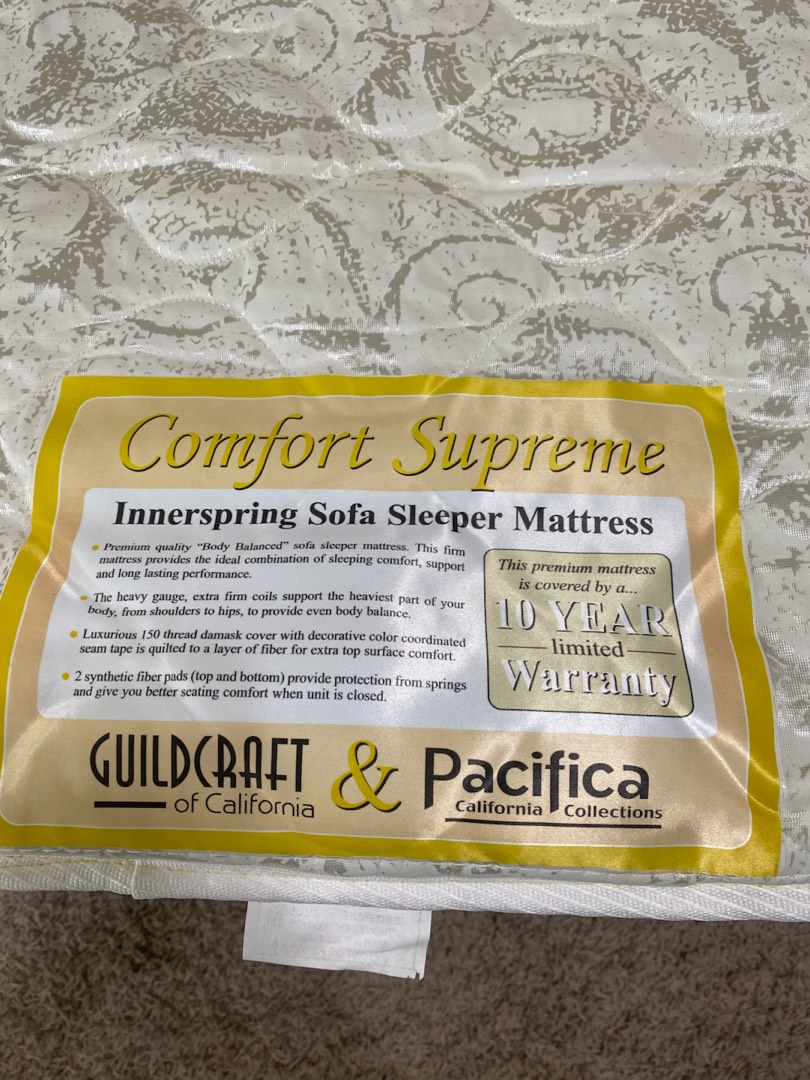 Comfort Supreme
Innerspring Sofa Sleeper Mattress
• Premium quality “Body Balanced” sofa sleeper mattress. This firm
mattress provides the ideal combination of sleeping comfort, support
and long lasting performance.
• The heavy gauge, extra firm coils support the heaviest part of your
body, from shoulders to hips, to provide even body balance.
• Luxurious 150 thread damask cover with decorative color coordinated
seam tape is quilted to a layer of fiber for extra top surface comfort.
• 2 synthetic fiber pads (top and bottom) provide protection from springs
and give you better seating comfort when unit is closed.
This premium mattress
is covered by a...
10 YEAR
limited
Warranty
GUILDCRAFT
of California
&
Pacifica
California Collections